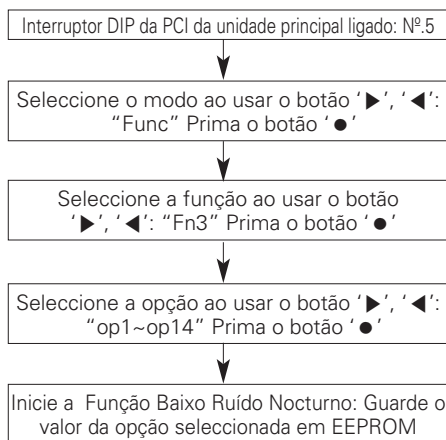 Interruptor DIP da PCI da unidade principal ligado: Nº.5
Seleccione o modo ao usar o botão ‘▶’, ‘◀’:
“Func” Prima o botão ‘●’
Seleccione a função ao usar o botão
‘▶’, ‘◀’: “Fn3” Prima o botão ‘●’
Seleccione a opção ao usar o botão ‘▶’, ‘◀’:
“op1~op14” Prima o botão ‘●’
Inicie a Função Baixo Ruído Nocturno: Guarde o
valor da opção seleccionada em EEPROM